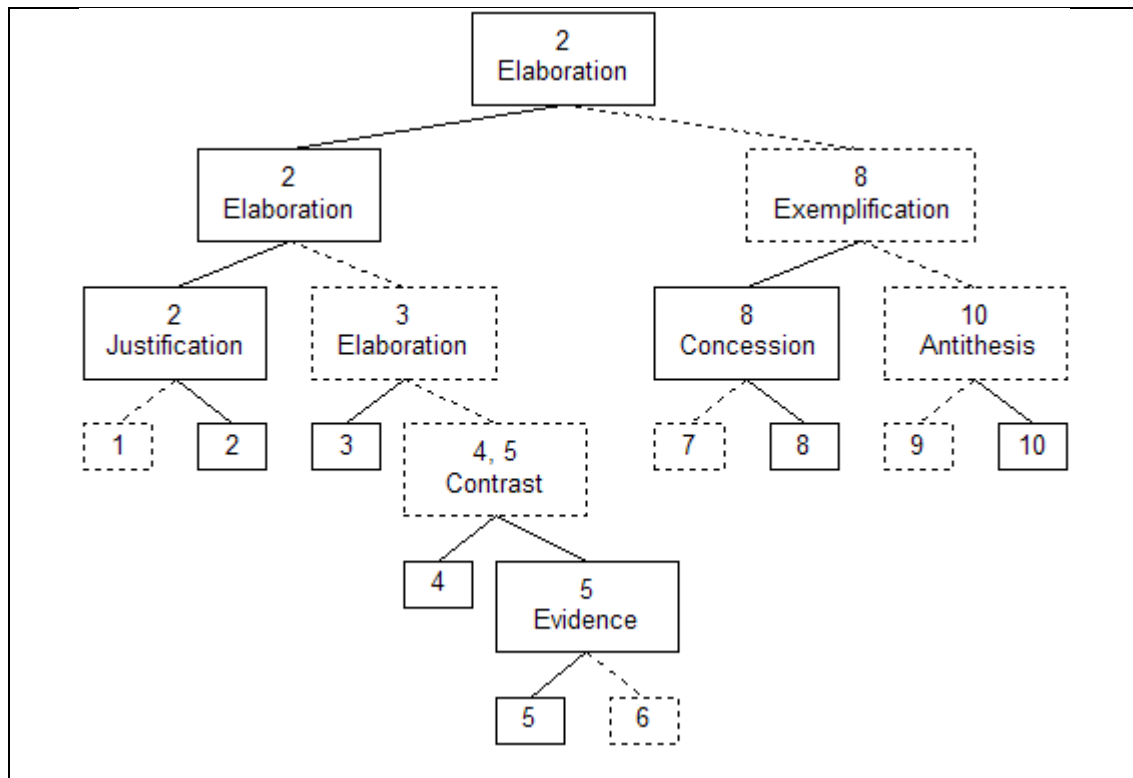 2
Elaboration
2
Elaboration
8
Exemplification
2
Justification
3
Elaboration
8
Concession
10
Antithesis
1
2
3
4, 5
Contrast
7
8
9
10
4
5
Evidence
5
6